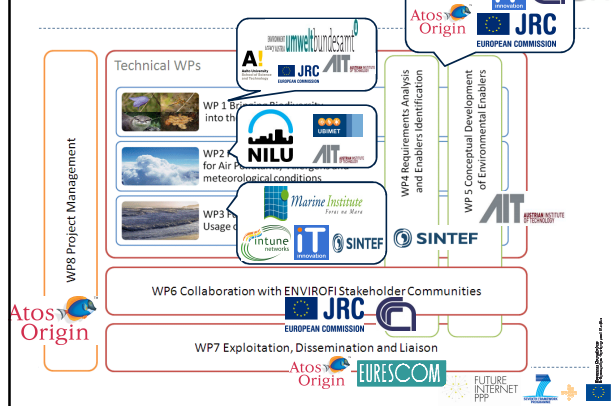 Atos
Origin
innovation
JRC
EUROPEAN COMMISSION
Technical WPs
umweltbundesamt
A!
Aalto University
JRC
EUROPEAN COMMISSION
AIT
AUSTRIAN INSTITUTE
OF TECHNOLOGY
WP 1 Bringing Biodiversity
into th
NILU
UBIMET
AIT
AUSTRIAN INSTITUTE
OF TECHNOLOGY
WP2
for Air
meteorological conditions
Marine Institute
Foras na Mara
intune
networks
iT
innovation
SINTEF
WP3
Usage
WP4 Requirements Analysis
and Enablers Identification
WP 5 Conceptual Development
of Environmental Enablers
SINTEF
AIT
AUSTRIAN INSTITUTE
OF TECHNOLOGY
WP8 Project Management
Atos
Origin
WP6 Collaboration with ENVIROFI Stakeholder Communities
JRC
EUROPEAN COMMISSION
WP7 Exploitation, Dissemination and Liaison
Atos
Origin
EURESCOM
FUTURE
INTERNET
PPP
SEVENTH FRAMEWORK
PROGRAMME